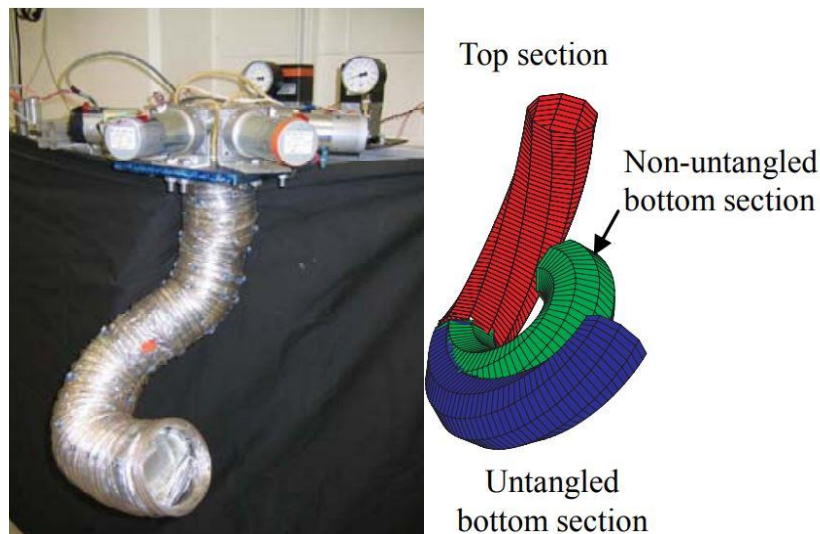 Top section
Non-untangled
bottom section
Untangled
bottom section